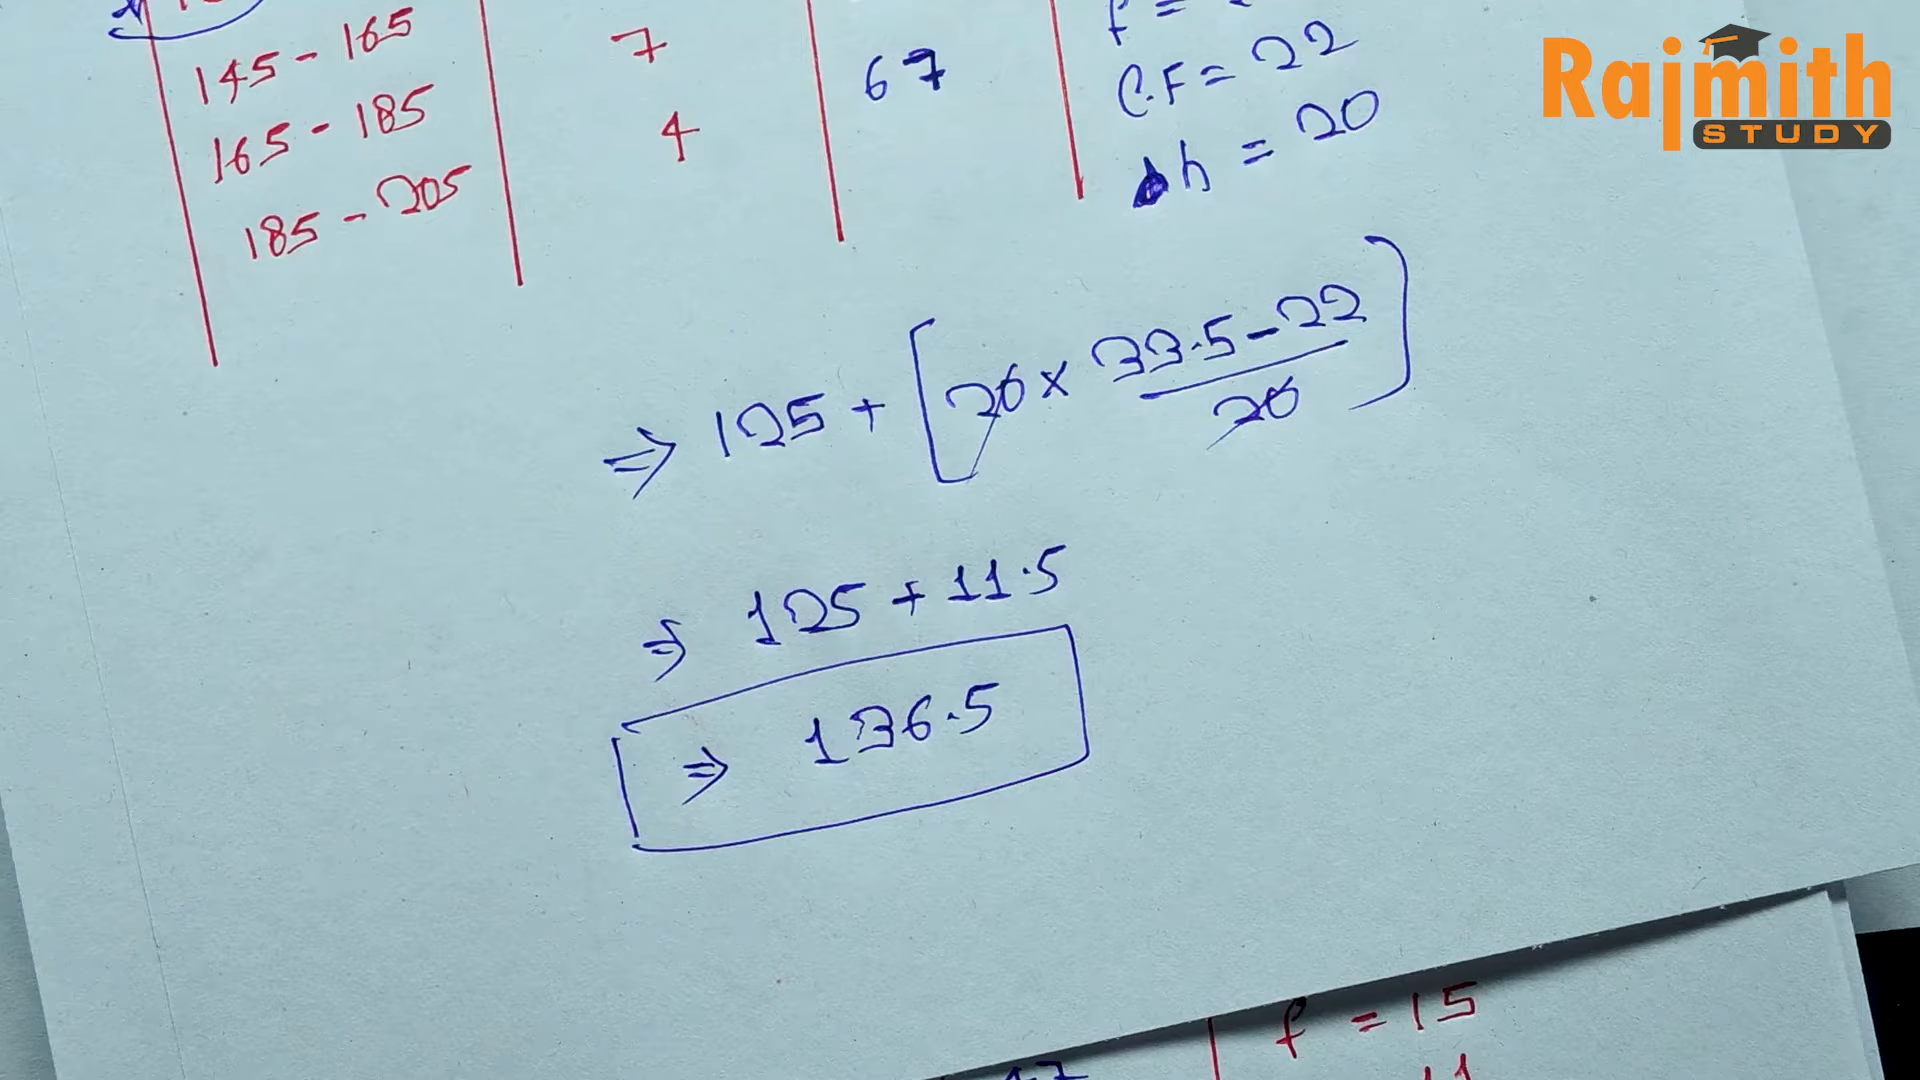 145 - 165 7
165 - 185 4 67
185 - 205
f =
C.F = 22
h = 20
⇒ 125 + [20 × 33.5 - 22 / 20]
⇒ 125 + 11.5
⇒ 136.5
f = 15
11
Rajmith
STUDY